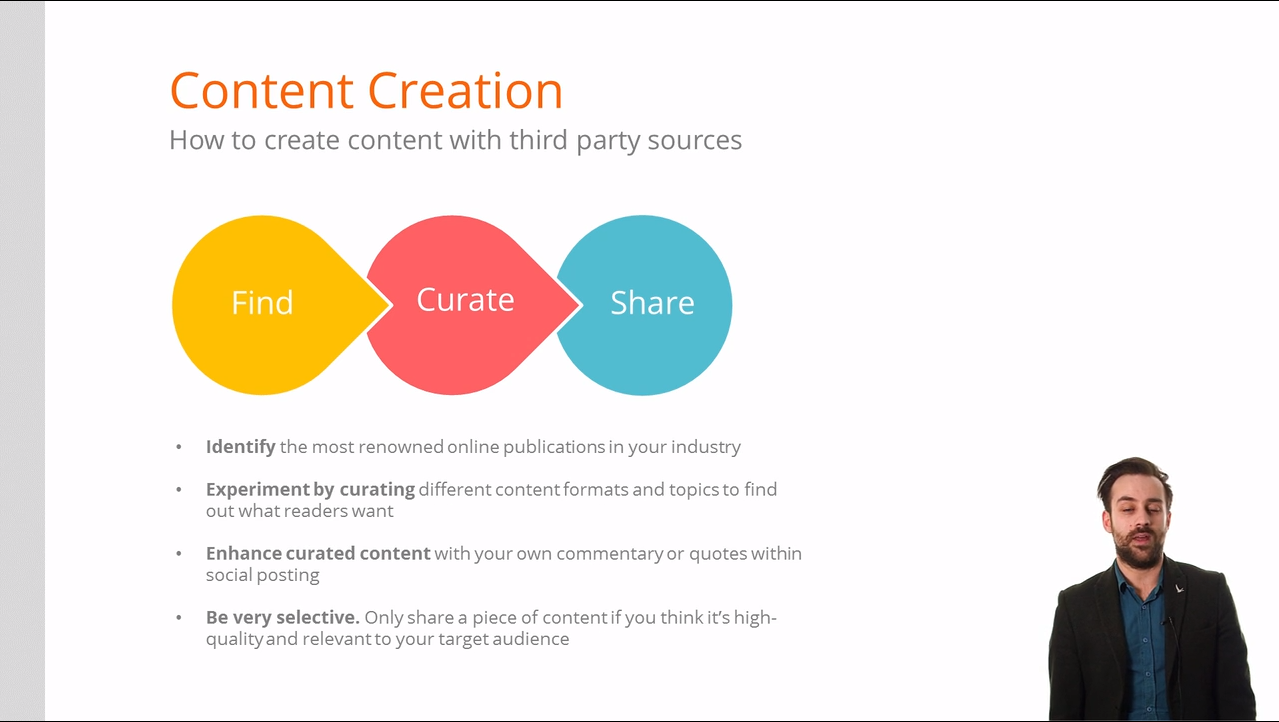 Content Creation
How to create content with third party sources
Find
Curate
Share
• Identify the most renowned online publications in your industry
• Experiment by curating different content formats and topics to find
out what readers want
• Enhance curated content with your own commentary or quotes within
social posting
• Be very selective. Only share a piece of content if you think it’s high-
quality and relevant to your target audience